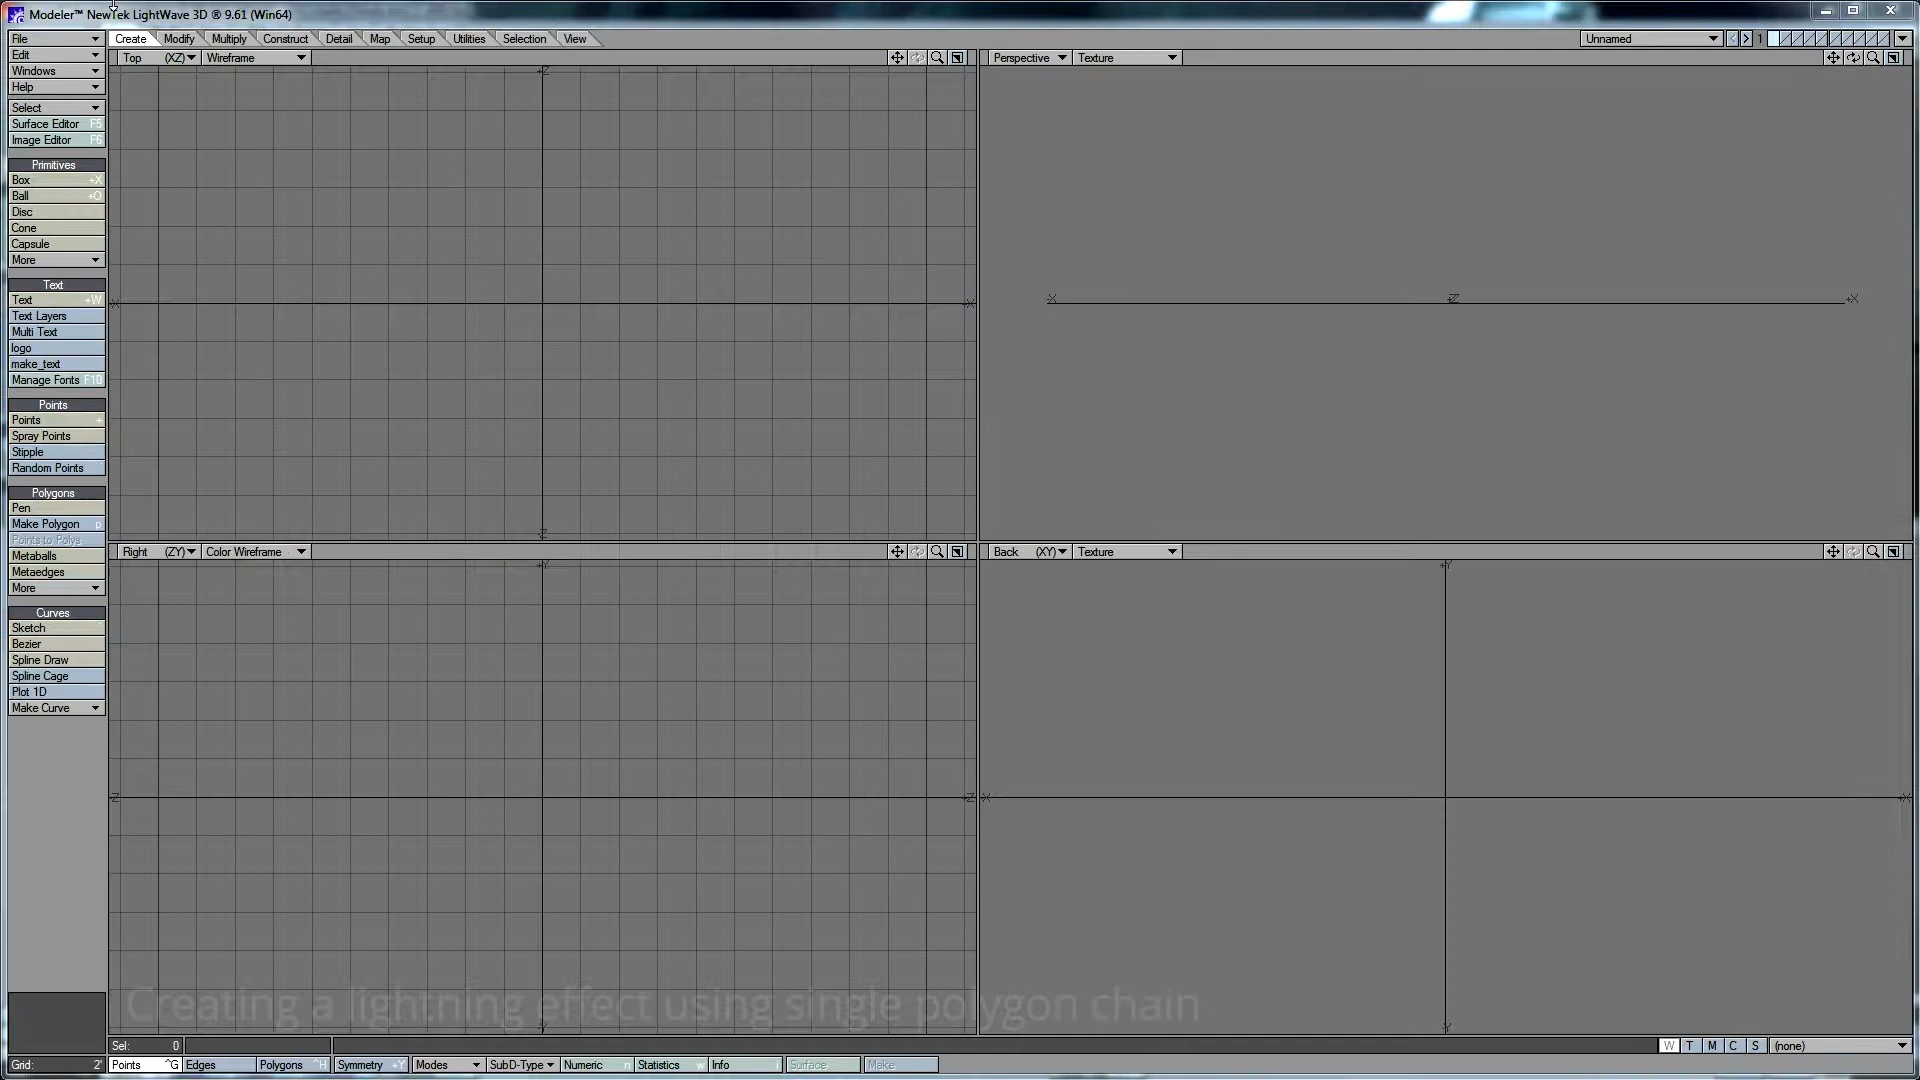 Modeler™ NewTek LightWave 3D ® 9.61 (Win64)
File
Edit
Windows
Help
Select
Surface Editor F5
Image Editor F6
Primitives
Box +X
Ball +O
Disc
Cone
Capsule
More
Text
Text +W
Text Layers
Multi Text
logo
make_text
Manage Fonts F10
Points
Points +
Spray Points
Stipple
Random Points
Polygons
Pen
Make Polygon p
Points to Polys
Metaballs
Metaedges
More
Curves
Sketch
Bezier
Spline Draw
Spline Cage
Plot 1D
Make Curve
Create Modify Multiply Construct Detail Map Setup Utilities Selection View
Unnamed 1
Top (XZ) Wireframe
Perspective Texture
+Z
-X +X
-Z
-X +Z +X
Right (ZY) Color Wireframe
Back (XY) Texture
+Y +Y
-Z +Z
-X +X
-Y -Y
Creating a lightning effect using single polygon chain
Sel: 0
W T M C S (none)
Grid: 2'
Points ^G Edges Polygons ^H Symmetry +Y Modes SubD-Type Numeric n Statistics w Info i Surface Make